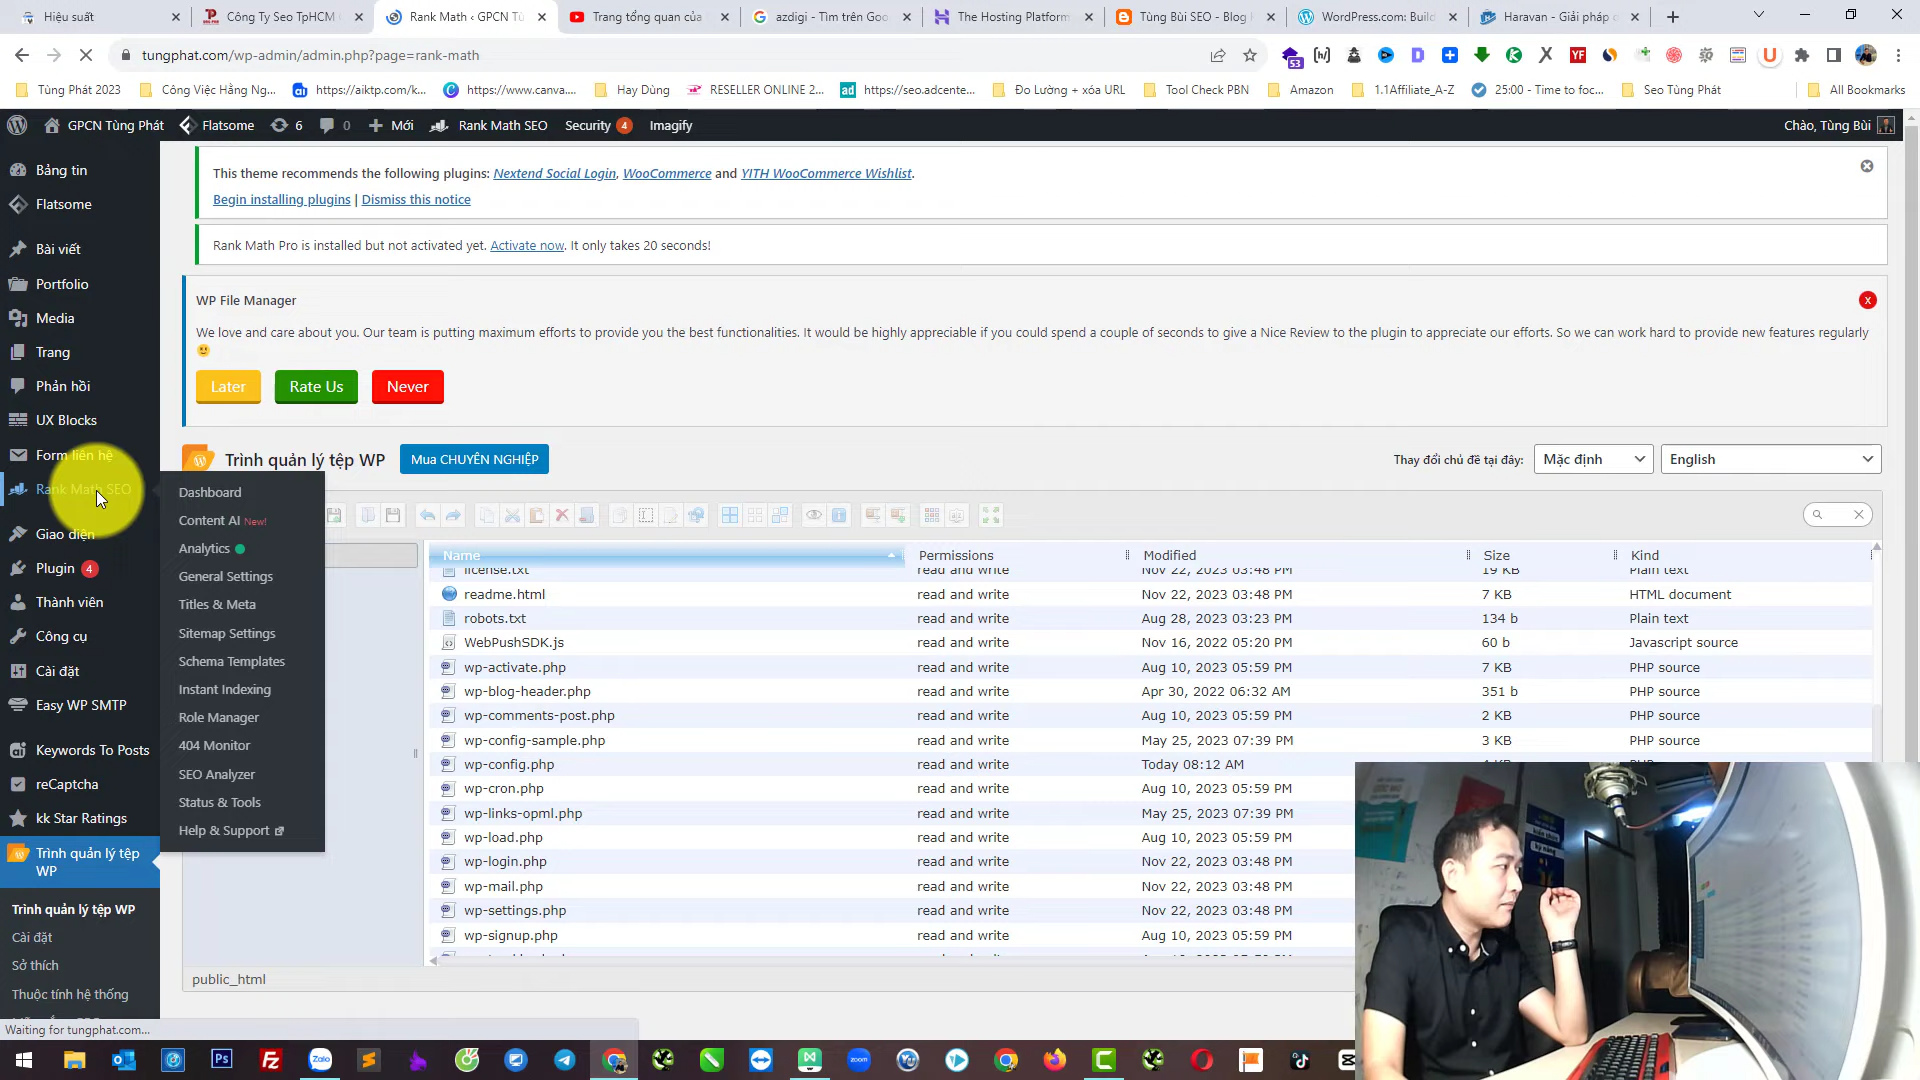 Hiệu suất
Công Ty Seo TpHCM
Rank Math ‹ GPCN Tù
Trang tổng quan của
azdigi - Tìm trên Goo
The Hosting Platform
Tùng Bùi SEO - Blog
WordPress.com: Build
Haravan - Giải pháp
tungphat.com/wp-admin/admin.php?page=rank-math
53
Tùng Phát 2023
Công Việc Hằng Ng...
https://aiktp.com/k...
https://www.canva....
Hay Dùng
RESELLER ONLINE 2...
https://seo.adcente...
Đo Lường + xóa URL
Tool Check PBN
Amazon
1.1Affiliate_A-Z
25:00 - Time to foc...
Seo Tùng Phát
All Bookmarks
GPCN Tùng Phát
Flatsome
6
0
Mới
Rank Math SEO
Security 4
Imagify
Chào, Tùng Bùi
Bảng tin
Flatsome
Bài viết
Portfolio
Media
Trang
Phản hồi
UX Blocks
Form liên hệ
Rank Math SEO
Giao diện
Plugin 4
Thành viên
Công cụ
Cài đặt
Easy WP SMTP
Keywords To Posts
reCaptcha
kk Star Ratings
Trình quản lý tệp
WP
Trình quản lý tệp WP
Cài đặt
Sở thích
Thuộc tính hệ thống
Waiting for tungphat.com...
Dashboard
Content AI New!
Analytics
General Settings
Titles & Meta
Sitemap Settings
Schema Templates
Instant Indexing
Role Manager
404 Monitor
SEO Analyzer
Status & Tools
Help & Support
This theme recommends the following plugins: Nextend Social Login, WooCommerce and YITH WooCommerce Wishlist.
Begin installing plugins | Dismiss this notice
Rank Math Pro is installed but not activated yet. Activate now. It only takes 20 seconds!
WP File Manager
We love and care about you. Our team is putting maximum efforts to provide you the best functionalities. It would be highly appreciable if you could spend a couple of seconds to give a Nice Review to the plugin to appreciate our efforts. So we can work hard to provide new features regularly
Later
Rate Us
Never
Trình quản lý tệp WP
Mua CHUYÊN NGHIỆP
Thay đổi chủ đề tại đây:
Mặc định
English
Name Permissions Modified Size Kind
license.txt read and write Nov 22, 2023 03:48 PM 19 KB Plain text
readme.html read and write Nov 22, 2023 03:48 PM 7 KB HTML document
robots.txt read and write Aug 28, 2023 03:23 PM 134 b Plain text
WebPushSDK.js read and write Nov 16, 2022 05:20 PM 60 b Javascript source
wp-activate.php read and write Aug 10, 2023 05:59 PM 7 KB PHP source
wp-blog-header.php read and write Apr 30, 2022 06:32 AM 351 b PHP source
wp-comments-post.php read and write Aug 10, 2023 05:59 PM 2 KB PHP source
wp-config-sample.php read and write May 25, 2023 07:39 PM 3 KB PHP source
wp-config.php read and write Today 08:12 AM
wp-cron.php read and write Aug 10, 2023 05:59 PM
wp-links-opml.php read and write May 25, 2023 07:39 PM
wp-load.php read and write Aug 10, 2023 05:59 PM
wp-login.php read and write Nov 22, 2023 03:48 PM
wp-mail.php read and write Nov 22, 2023 03:48 PM
wp-settings.php read and write Nov 22, 2023 03:48 PM
wp-signup.php read and write Aug 10, 2023 05:59 PM
public_html